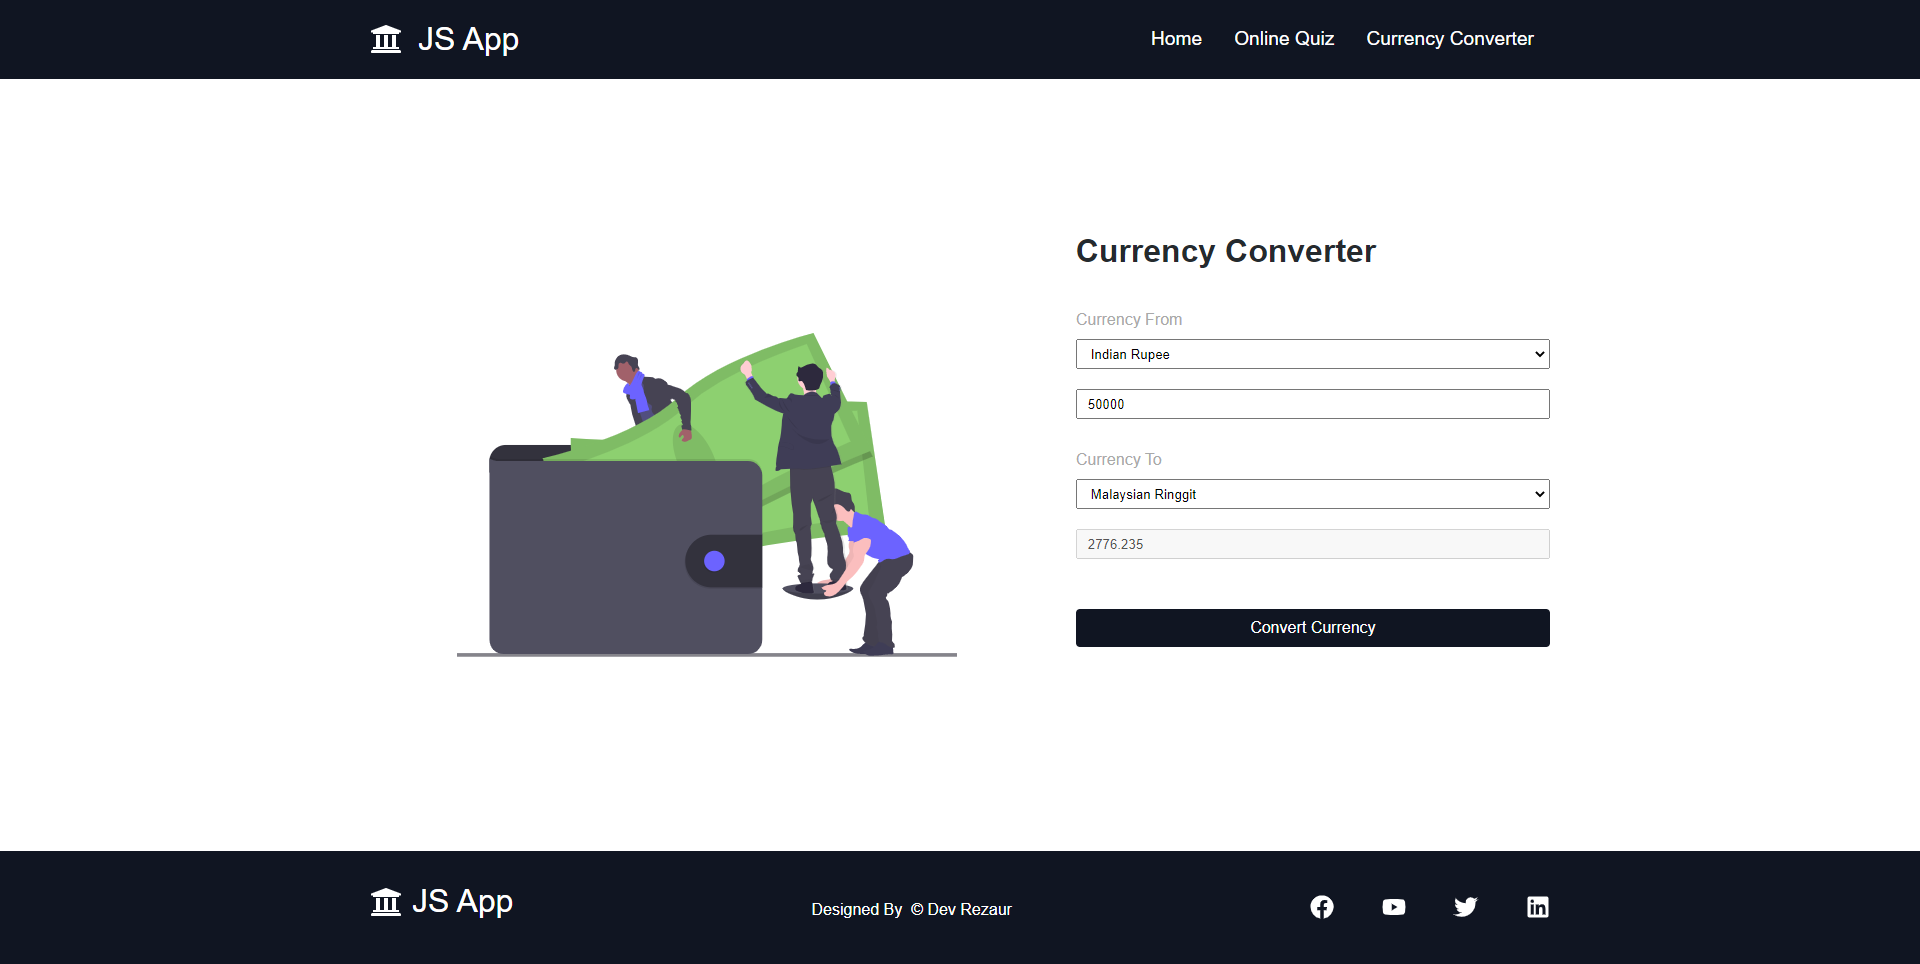 JS App
Home Online Quiz Currency Converter
Currency Converter
Currency From
Indian Rupee
50000
Currency To
Malaysian Ringgit
2776.235
Convert Currency
JS App
Designed By © Dev Rezaur